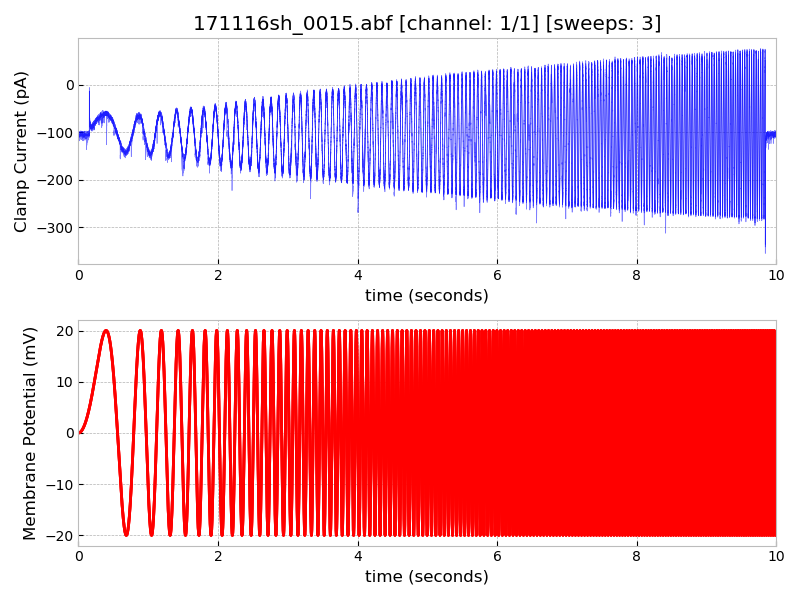 171116sh_0015.abf [channel: 1/1] [sweeps: 3]
Clamp Current (pA)
0
−100
−200
−300
0 2 4 6 8 10
time (seconds)
Membrane Potential (mV)
20
10
0
−10
−20
0 2 4 6 8 10
time (seconds)